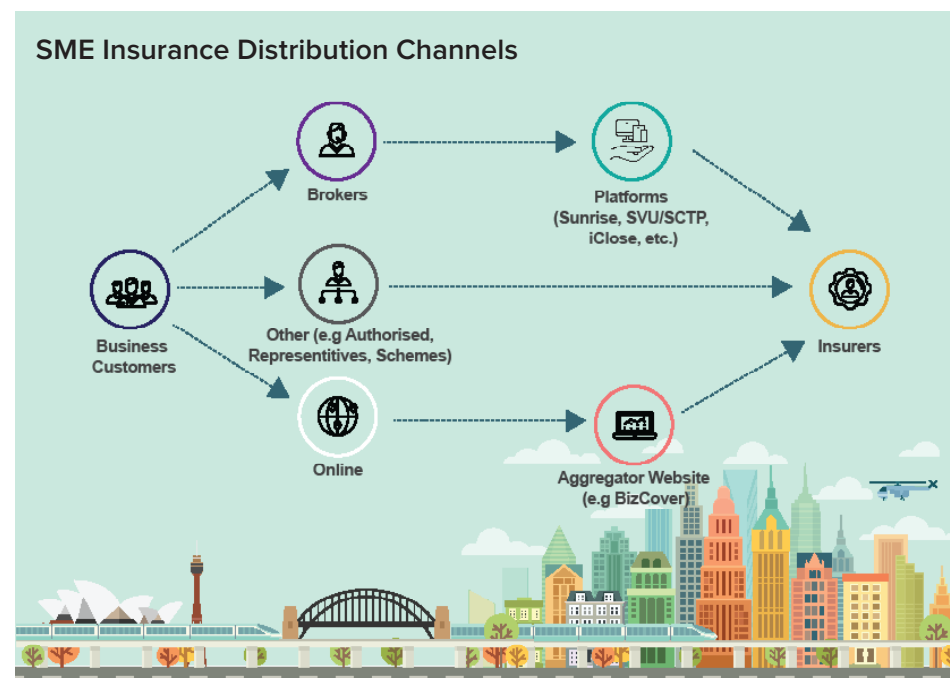 SME Insurance Distribution Channels
Brokers
Platforms
(Sunrise, SVU/SCTP,
iClose, etc.)
Business
Customers
Other (e.g Authorised,
Representitives, Schemes)
Insurers
Online
Aggregator Website
(e.g BizCover)